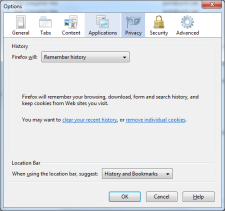 Options
General Tabs Content Applications Privacy Security Advanced
History
Firefox will: Remember history
Firefox will remember your browsing, download, form and search history, and
keep cookies from Web sites you visit.
You may want to clear your recent history, or remove individual cookies.
Location Bar
When using the location bar, suggest: History and Bookmarks
OK Cancel Help